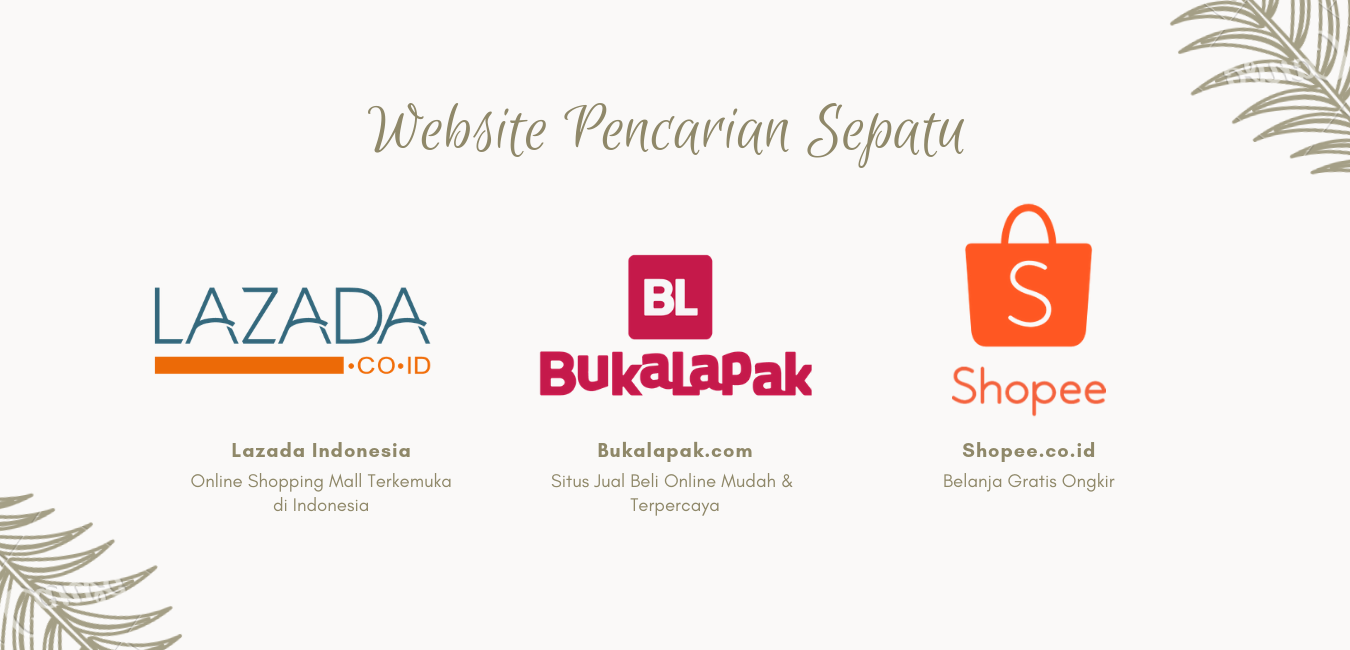 Website Pencarian Sepatu
LAZADA
.CO.ID
BL
Bukalapak
S
Shopee
Lazada Indonesia
Online Shopping Mall Terkemuka
di Indonesia
Bukalapak.com
Situs Jual Beli Online Mudah &
Terpercaya
Shopee.co.id
Belanja Gratis Ongkir